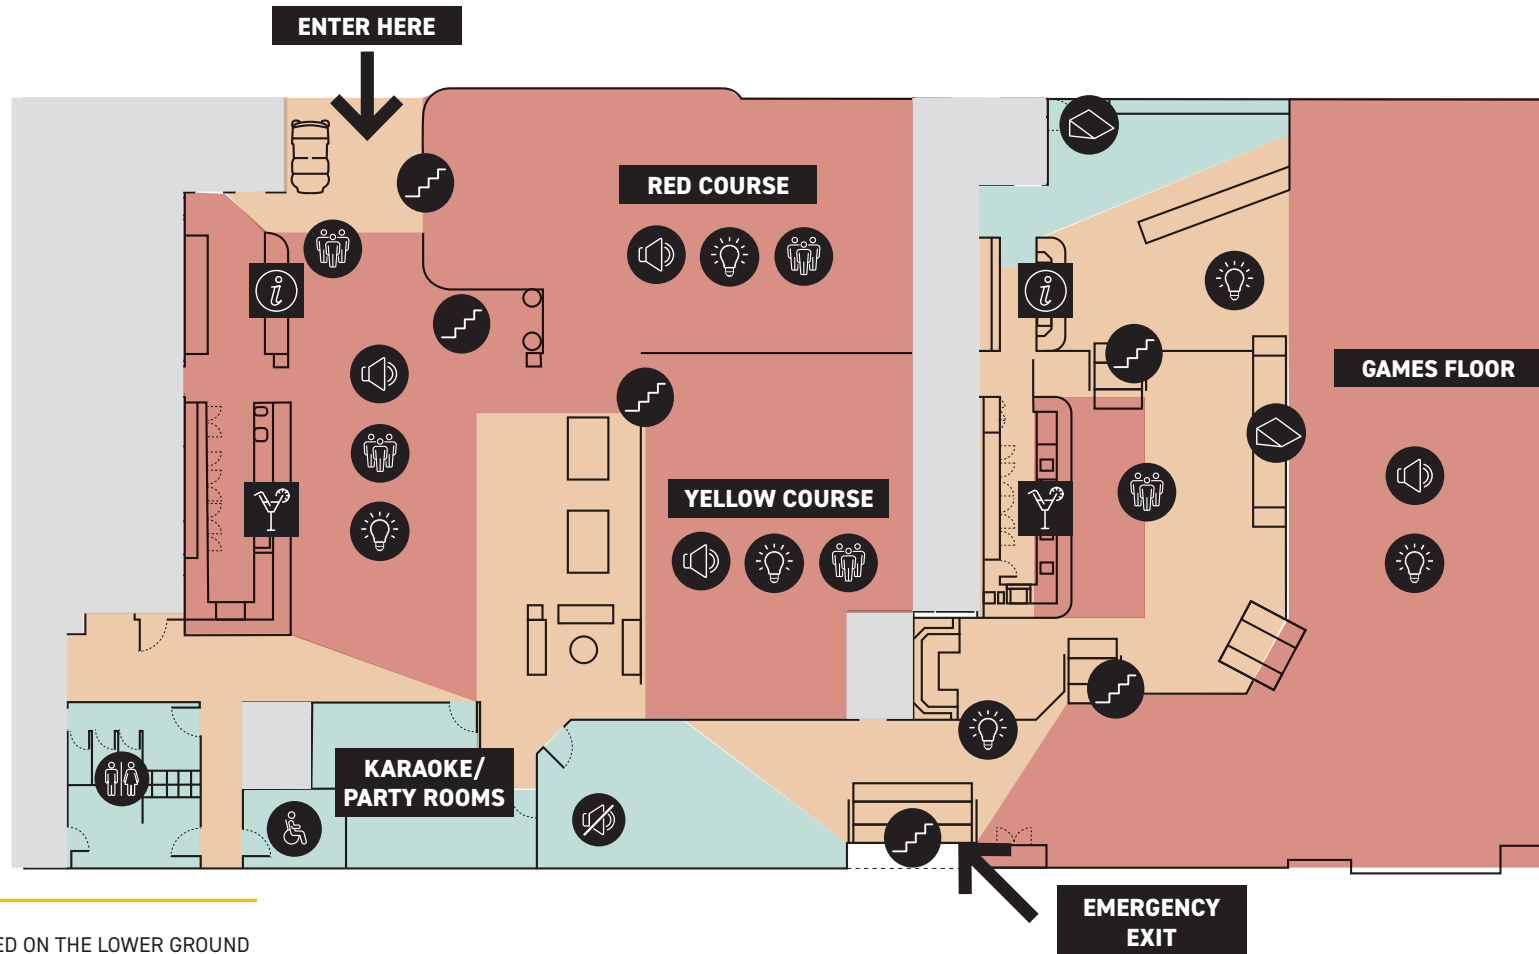 ENTER HERE
RED COURSE
GAMES FLOOR
YELLOW COURSE
KARAOKE/
PARTY ROOMS
EMERGENCY
EXIT
ED ON THE LOWER GROUND